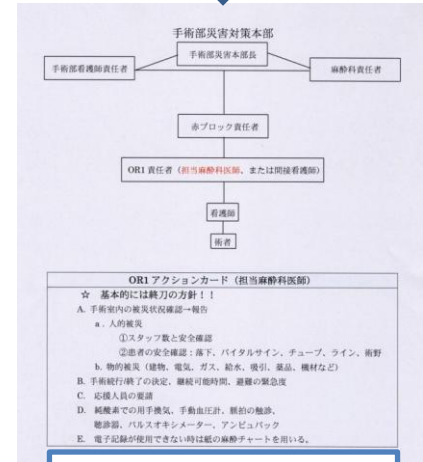 手術部災害対策本部
手術部災害本部長
手術部看護師責任者
麻酔科責任者
赤ブロック責任者
OR1 責任者（担当麻酔科医師、または間接看護師）
看護師
術者
OR1 アクションカード（担当麻酔科医師）
☆ 基本的には終刀の方針！！
A. 手術室内の被災状況確認→報告
a．人的被災
①スタッフ数と安全確認
②患者の安全確認：落下、バイタルサイン、チューブ、ライン、術野
b. 物的被災（建物、電気、ガス、給水、吸引、薬品、機材など）
B. 手術続行/終了の決定、継続可能時間、避難の緊急度
C. 応援人員の要請
D. 純酸素での用手換気、手動血圧計、脈拍の触診、
聴診器、パルスオキシメーター、アンビュバック
E. 電子記録が使用できない時は紙の麻酔チャートを用いる。